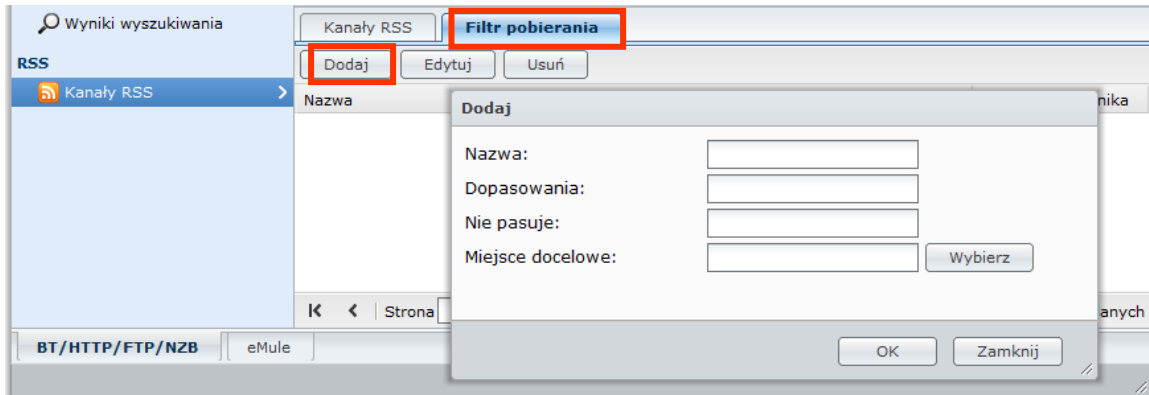 Wyniki wyszukiwania
Kanały RSS
Filtr pobierania
RSS
Dodaj
Edytuj
Usuń
Kanały RSS
Nazwa
nika
Dodaj
Nazwa:
Dopasowania:
Nie pasuje:
Miejsce docelowe:
Wybierz
Strona
anych
BT/HTTP/FTP/NZB
eMule
OK
Zamknij